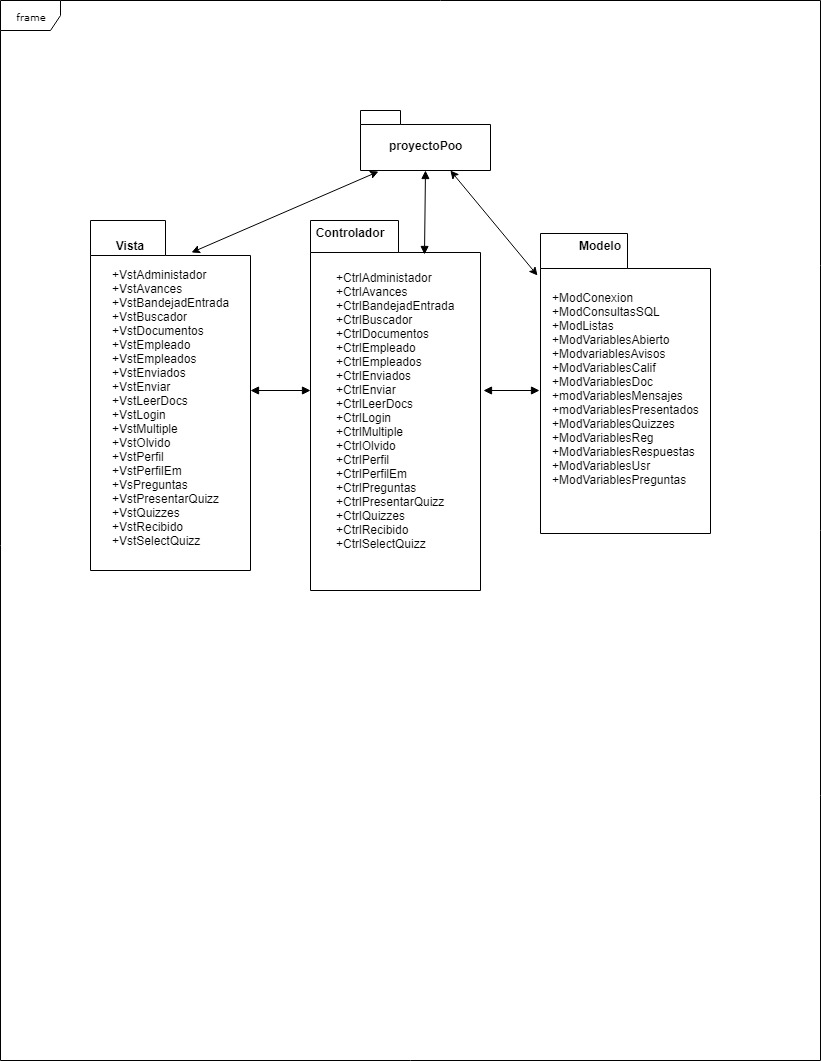 frame
proyectoPoo
Vista
+VstAdministador
+VstAvances
+VstBandejadEntrada
+VstBuscador
+VstDocumentos
+VstEmpleado
+VstEmpleados
+VstEnviados
+VstEnviar
+VstLeerDocs
+VstLogin
+VstMultiple
+VstOlvido
+VstPerfil
+VstPerfilEm
+VsPreguntas
+VstPresentarQuizz
+VstQuizzes
+VstRecibido
+VstSelectQuizz
Controlador
+CtrlAdministador
+CtrlAvances
+CtrlBandejadEntrada
+CtrlBuscador
+CtrlDocumentos
+CtrlEmpleado
+CtrlEmpleados
+CtrlEnviados
+CtrlEnviar
+CtrlLeerDocs
+CtrlLogin
+CtrlMultiple
+CtrlOlvido
+CtrlPerfil
+CtrlPerfilEm
+CtrlPreguntas
+CtrlPresentarQuizz
+CtrlQuizzes
+CtrlRecibido
+CtrlSelectQuizz
Modelo
+ModConexion
+ModConsultasSQL
+ModListas
+ModVariablesAbierto
+ModvariablesAvisos
+ModVariablesCalif
+ModVariablesDoc
+modVariablesMensajes
+modVariablesPresentados
+ModVariablesQuizzes
+ModVariablesReg
+ModVariablesRespuestas
+ModVariablesUsr
+ModVariablesPreguntas